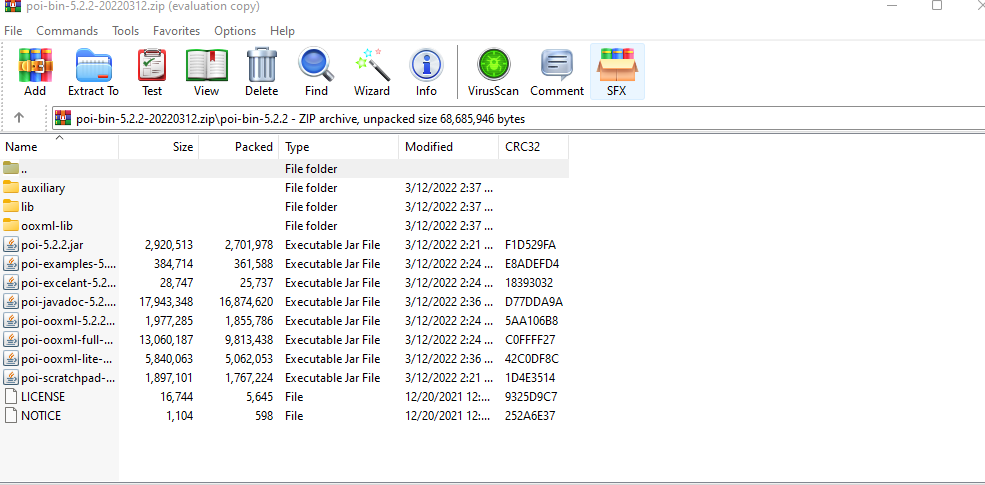 poi-bin-5.2.2-20220312.zip (evaluation copy)
File Commands Tools Favorites Options Help
Add Extract To Test View Delete Find Wizard Info VirusScan Comment SFX
poi-bin-5.2.2-20220312.zip\poi-bin-5.2.2 - ZIP archive, unpacked size 68,685,946 bytes
Name Size Packed Type Modified CRC32
.. File folder
auxiliary File folder 3/12/2022 2:37 ...
lib File folder 3/12/2022 2:37 ...
ooxml-lib File folder 3/12/2022 2:37 ...
poi-5.2.2.jar 2,920,513 2,701,978 Executable Jar File 3/12/2022 2:21 ... F1D529FA
poi-examples-5.... 384,714 361,588 Executable Jar File 3/12/2022 2:24 ... E8ADEFD4
poi-excelant-5.2... 28,747 25,737 Executable Jar File 3/12/2022 2:24 ... 18393032
poi-javadoc-5.2.... 17,943,348 16,874,620 Executable Jar File 3/12/2022 2:36 ... D77DDA9A
poi-ooxml-5.2.2... 1,977,285 1,855,786 Executable Jar File 3/12/2022 2:24 ... 5AA106B8
poi-ooxml-full-... 13,060,187 9,813,438 Executable Jar File 3/12/2022 2:24 ... C0FFFF27
poi-ooxml-lite-... 5,840,063 5,062,053 Executable Jar File 3/12/2022 2:36 ... 42C0DF8C
poi-scratchpad-... 1,897,101 1,767,224 Executable Jar File 3/12/2022 2:21 ... 1D4E3514
LICENSE 16,744 5,645 File 12/20/2021 12:... 9325D9C7
NOTICE 1,104 598 File 12/20/2021 12:... 252A6E37